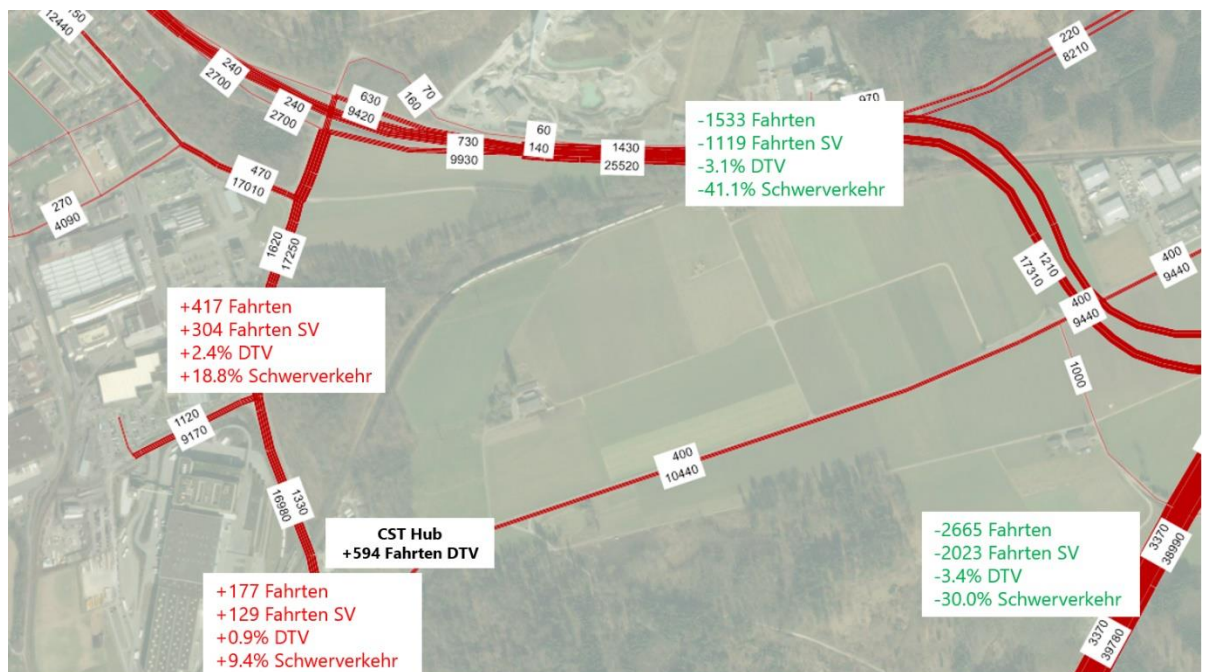 150
12440
220
8210
240
2700
240
2700
630
9420
70
160
970
730
9930
60
140
1430
25520
-1533 Fahrten
-1119 Fahrten SV
-3.1% DTV
-41.1% Schwerverkehr
470
17010
270
4090
1620
17250
1210
17310
400
9440
400
9440
+417 Fahrten
+304 Fahrten SV
+2.4% DTV
+18.8% Schwerverkehr
1000
1120
9170
400
10440
1330
16980
CST Hub
+594 Fahrten DTV
-2665 Fahrten
-2023 Fahrten SV
-3.4% DTV
-30.0% Schwerverkehr
3370
38990
+177 Fahrten
+129 Fahrten SV
+0.9% DTV
+9.4% Schwerverkehr
3370
39780